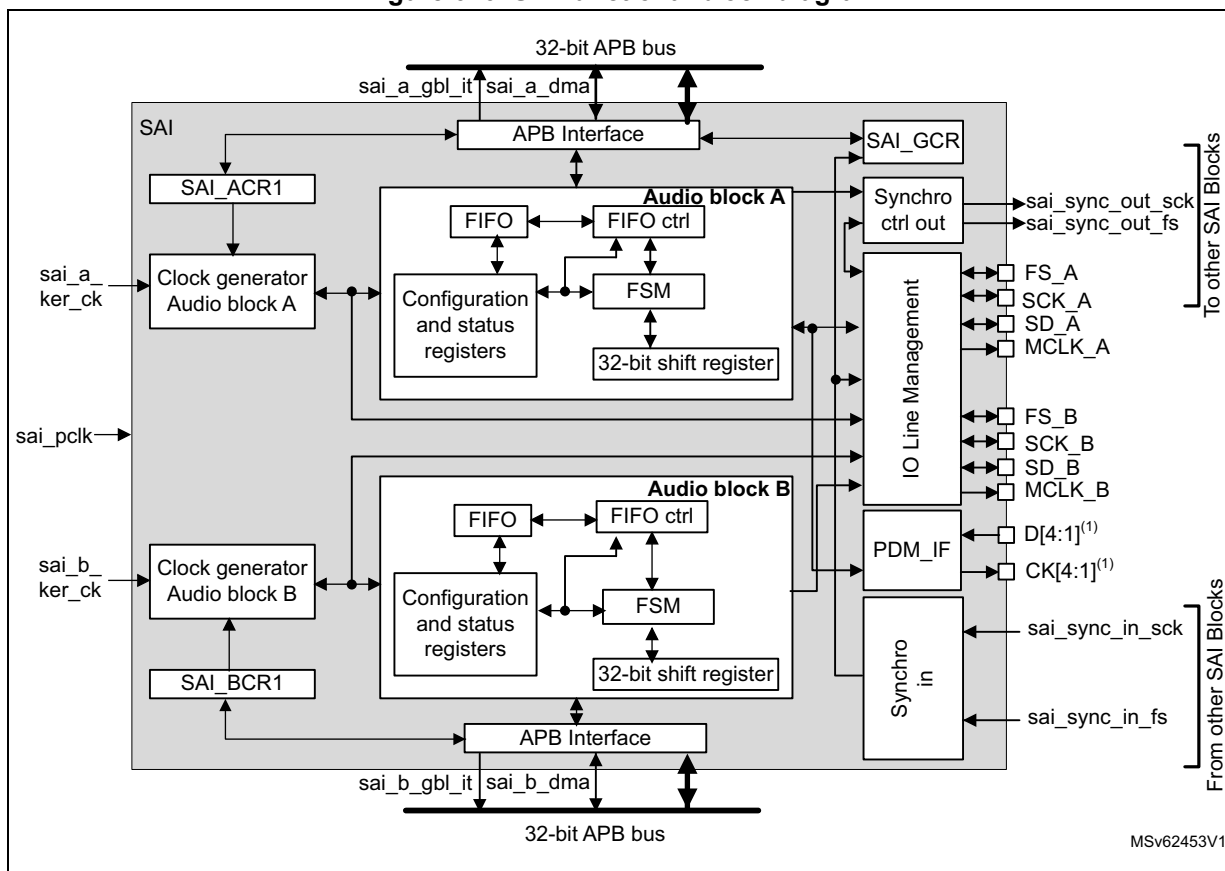 32-bit APB bus
sai_a_gbl_it
sai_a_dma
SAI
APB Interface
SAI_GCR
SAI_ACR1
Audio block A
Synchro
ctrl out
sai_sync_out_sck
sai_sync_out_fs
To other SAI Blocks
FIFO
FIFO ctrl
sai_a_
ker_ck
Clock generator
Audio block A
Configuration
and status
registers
FSM
32-bit shift register
IO Line Management
FS_A
SCK_A
SD_A
MCLK_A
sai_pclk
FS_B
SCK_B
SD_B
MCLK_B
Audio block B
FIFO
FIFO ctrl
PDM_IF
D[4:1](1)
CK[4:1](1)
sai_b_
ker_ck
Clock generator
Audio block B
Configuration
and status
registers
FSM
32-bit shift register
SAI_BCR1
Synchro
in
sai_sync_in_sck
sai_sync_in_fs
From other SAI Blocks
APB Interface
sai_b_gbl_it
sai_b_dma
32-bit APB bus
MSv62453V1